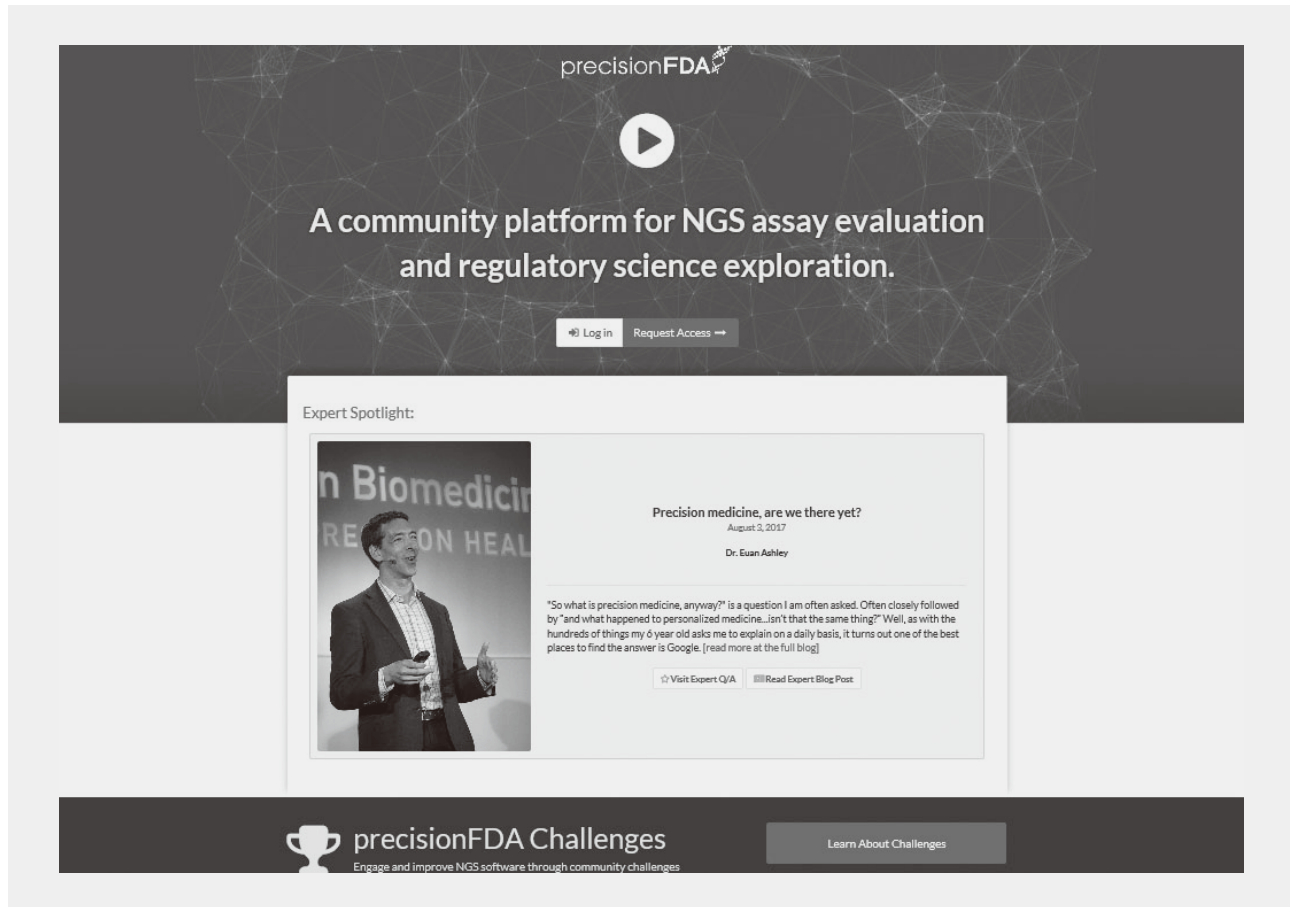 precisionFDA
A community platform for NGS assay evaluation
and regulatory science exploration.
Log in
Request Access
Expert Spotlight:
n Biomedicin
RE ON HEAL
Precision medicine, are we there yet?
August 3, 2017
Dr. Euan Ashley
"So what is precision medicine, anyway?" is a question I am often asked. Often closely followed
by "and what happened to personalized medicine...isn't that the same thing?" Well, as with the
hundreds of things my 6 year old asks me to explain on a daily basis, it turns out one of the best
places to find the answer is Google. [read more at the full blog]
Visit Expert Q/A
Read Expert Blog Post
precisionFDA Challenges
Engage and improve NGS software through community challenges
Learn About Challenges